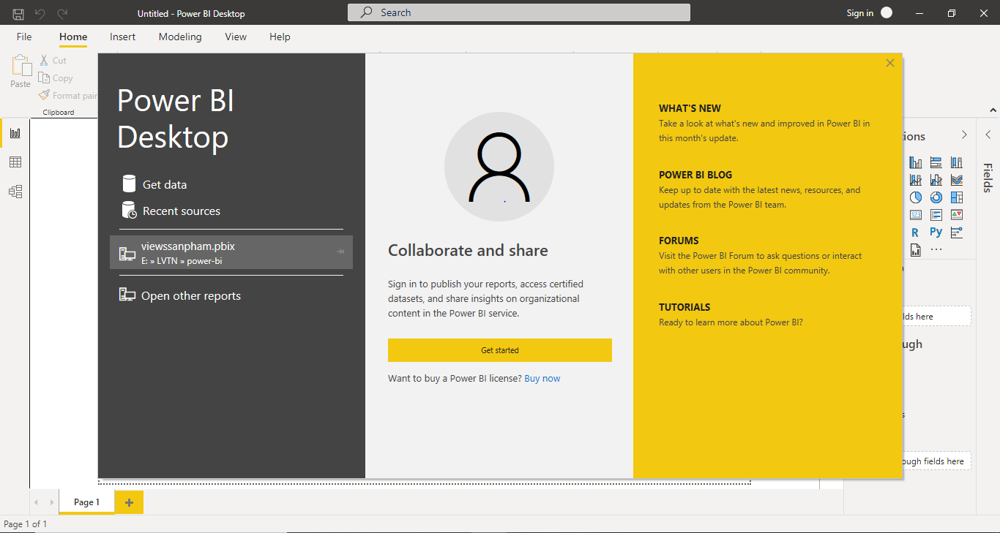 Untitled - Power BI Desktop
Search
Sign in
File
Home
Insert
Modeling
View
Help
Paste
Cut
Copy
Format pain
Clipboard
Power BI
Desktop
Get data
Recent sources
viewssanpham.pbix
E: » LVTN » power-bi
Open other reports
Collaborate and share
Sign in to publish your reports, access certified
datasets, and share insights on organizational
content in the Power BI service.
Get started
Want to buy a Power BI license? Buy now
WHAT'S NEW
Take a look at what's new and improved in Power BI in
this month's update.
POWER BI BLOG
Keep up to date with the latest news, resources, and
updates from the Power BI team.
FORUMS
Visit the Power BI Forum to ask questions or interact
with other users in the Power BI community.
TUTORIALS
Ready to learn more about Power BI?
tions
123
R
Py
...
lds here
ugh
s
ough fields here
Fields
Page 1
Page 1 of 1